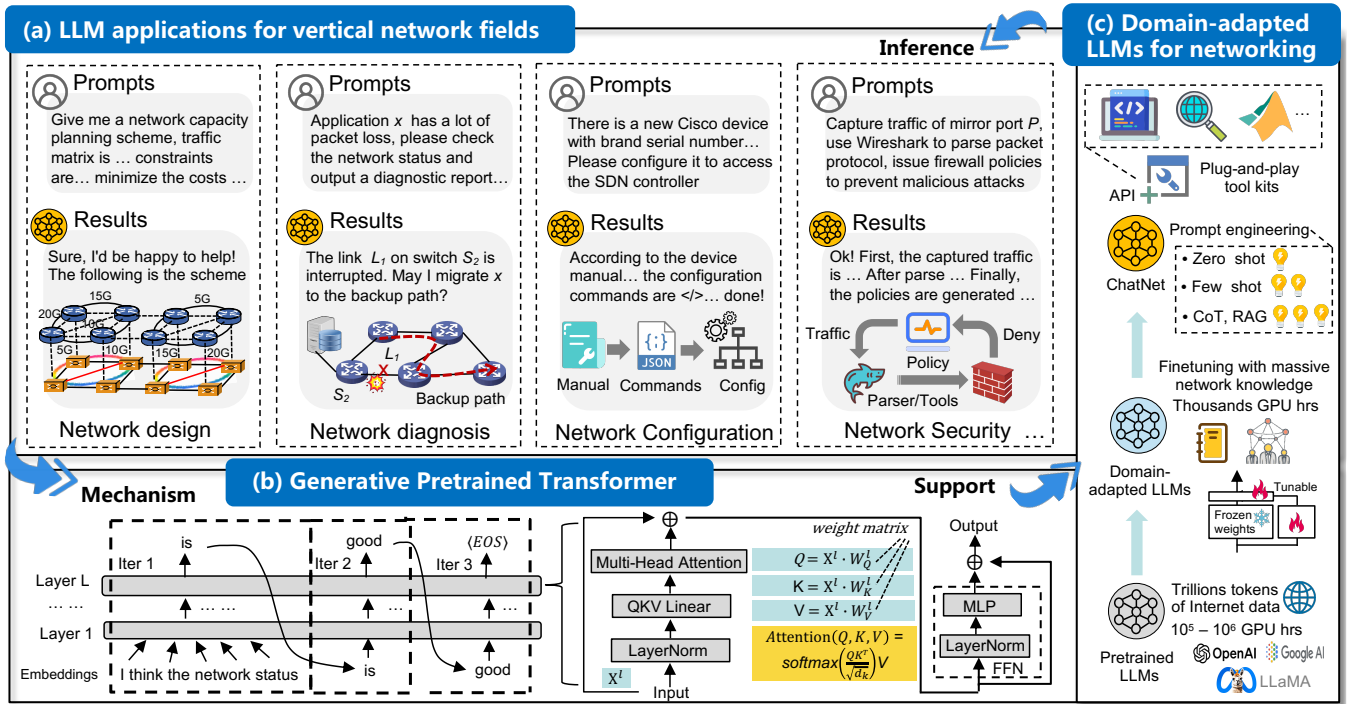 (a) LLM applications for vertical network fields
Inference
Prompts
Give me a network capacity
planning scheme, traffic
matrix is … constraints
are… minimize the costs …
Results
Sure, I'd be happy to help!
The following is the scheme
15G
5G
20G
10G
5G
10G
15G
20G
Network design
Prompts
Application x has a lot of
packet loss, please check
the network status and
output a diagnostic report…
Results
The link L1 on switch S2 is
interrupted. May I migrate x
to the backup path?
L1
X
S2
Backup path
Network diagnosis
Prompts
There is a new Cisco device
with brand serial number…
Please configure it to access
the SDN controller
Results
According to the device
manual… the configuration
commands are </>… done!
{:}
JSON
Manual
Commands
Config
Network Configuration
Prompts
Capture traffic of mirror port P,
use Wireshark to parse packet
protocol, issue firewall policies
to prevent malicious attacks
Results
Ok! First, the captured traffic
is … After parse … Finally,
the policies are generated …
Traffic
Deny
Policy
Parser/Tools
Network Security …
(b) Generative Pretrained Transformer
Mechanism
Support
is
good
⟨EOS⟩
Iter 1
Iter 2
Iter 3
Layer L
… …
… …
…
…
Layer 1
Embeddings
I think the network status
is
good
⊕
Multi-Head Attention
QKV Linear
LayerNorm
X^l
Input
weight matrix
Q = X^l · W_Q^l
K = X^l · W_K^l
V = X^l · W_V^l
Attention(Q, K, V) =
softmax(QK^T/√d_k)V
Output
⊕
MLP
LayerNorm
FFN
(c) Domain-adapted
LLMs for networking
</>
…
API
Plug-and-play
tool kits
ChatNet
Prompt engineering
• Zero shot
• Few shot
• CoT, RAG
Finetuning with massive
network knowledge
Thousands GPU hrs
Domain-
adapted LLMs
Tunable
Frozen
weights
Trillions tokens
of Internet data
10⁵ – 10⁶ GPU hrs
Pretrained
LLMs
OpenAI
Google AI
LLaMA